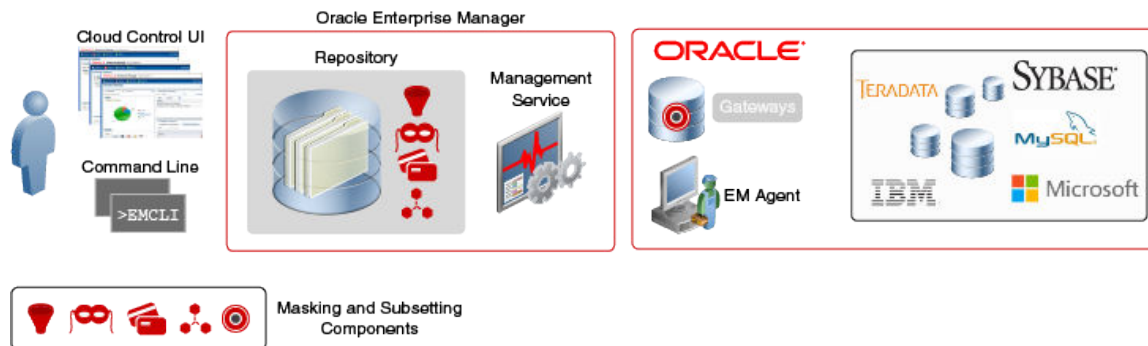 Oracle Enterprise Manager
Cloud Control UI
Repository
Management
Service
Command Line
>EMCLI
ORACLE
Gateways
EM Agent
TERADATA
SYBASE
MySQL
IBM
Microsoft
Masking and Subsetting
Components